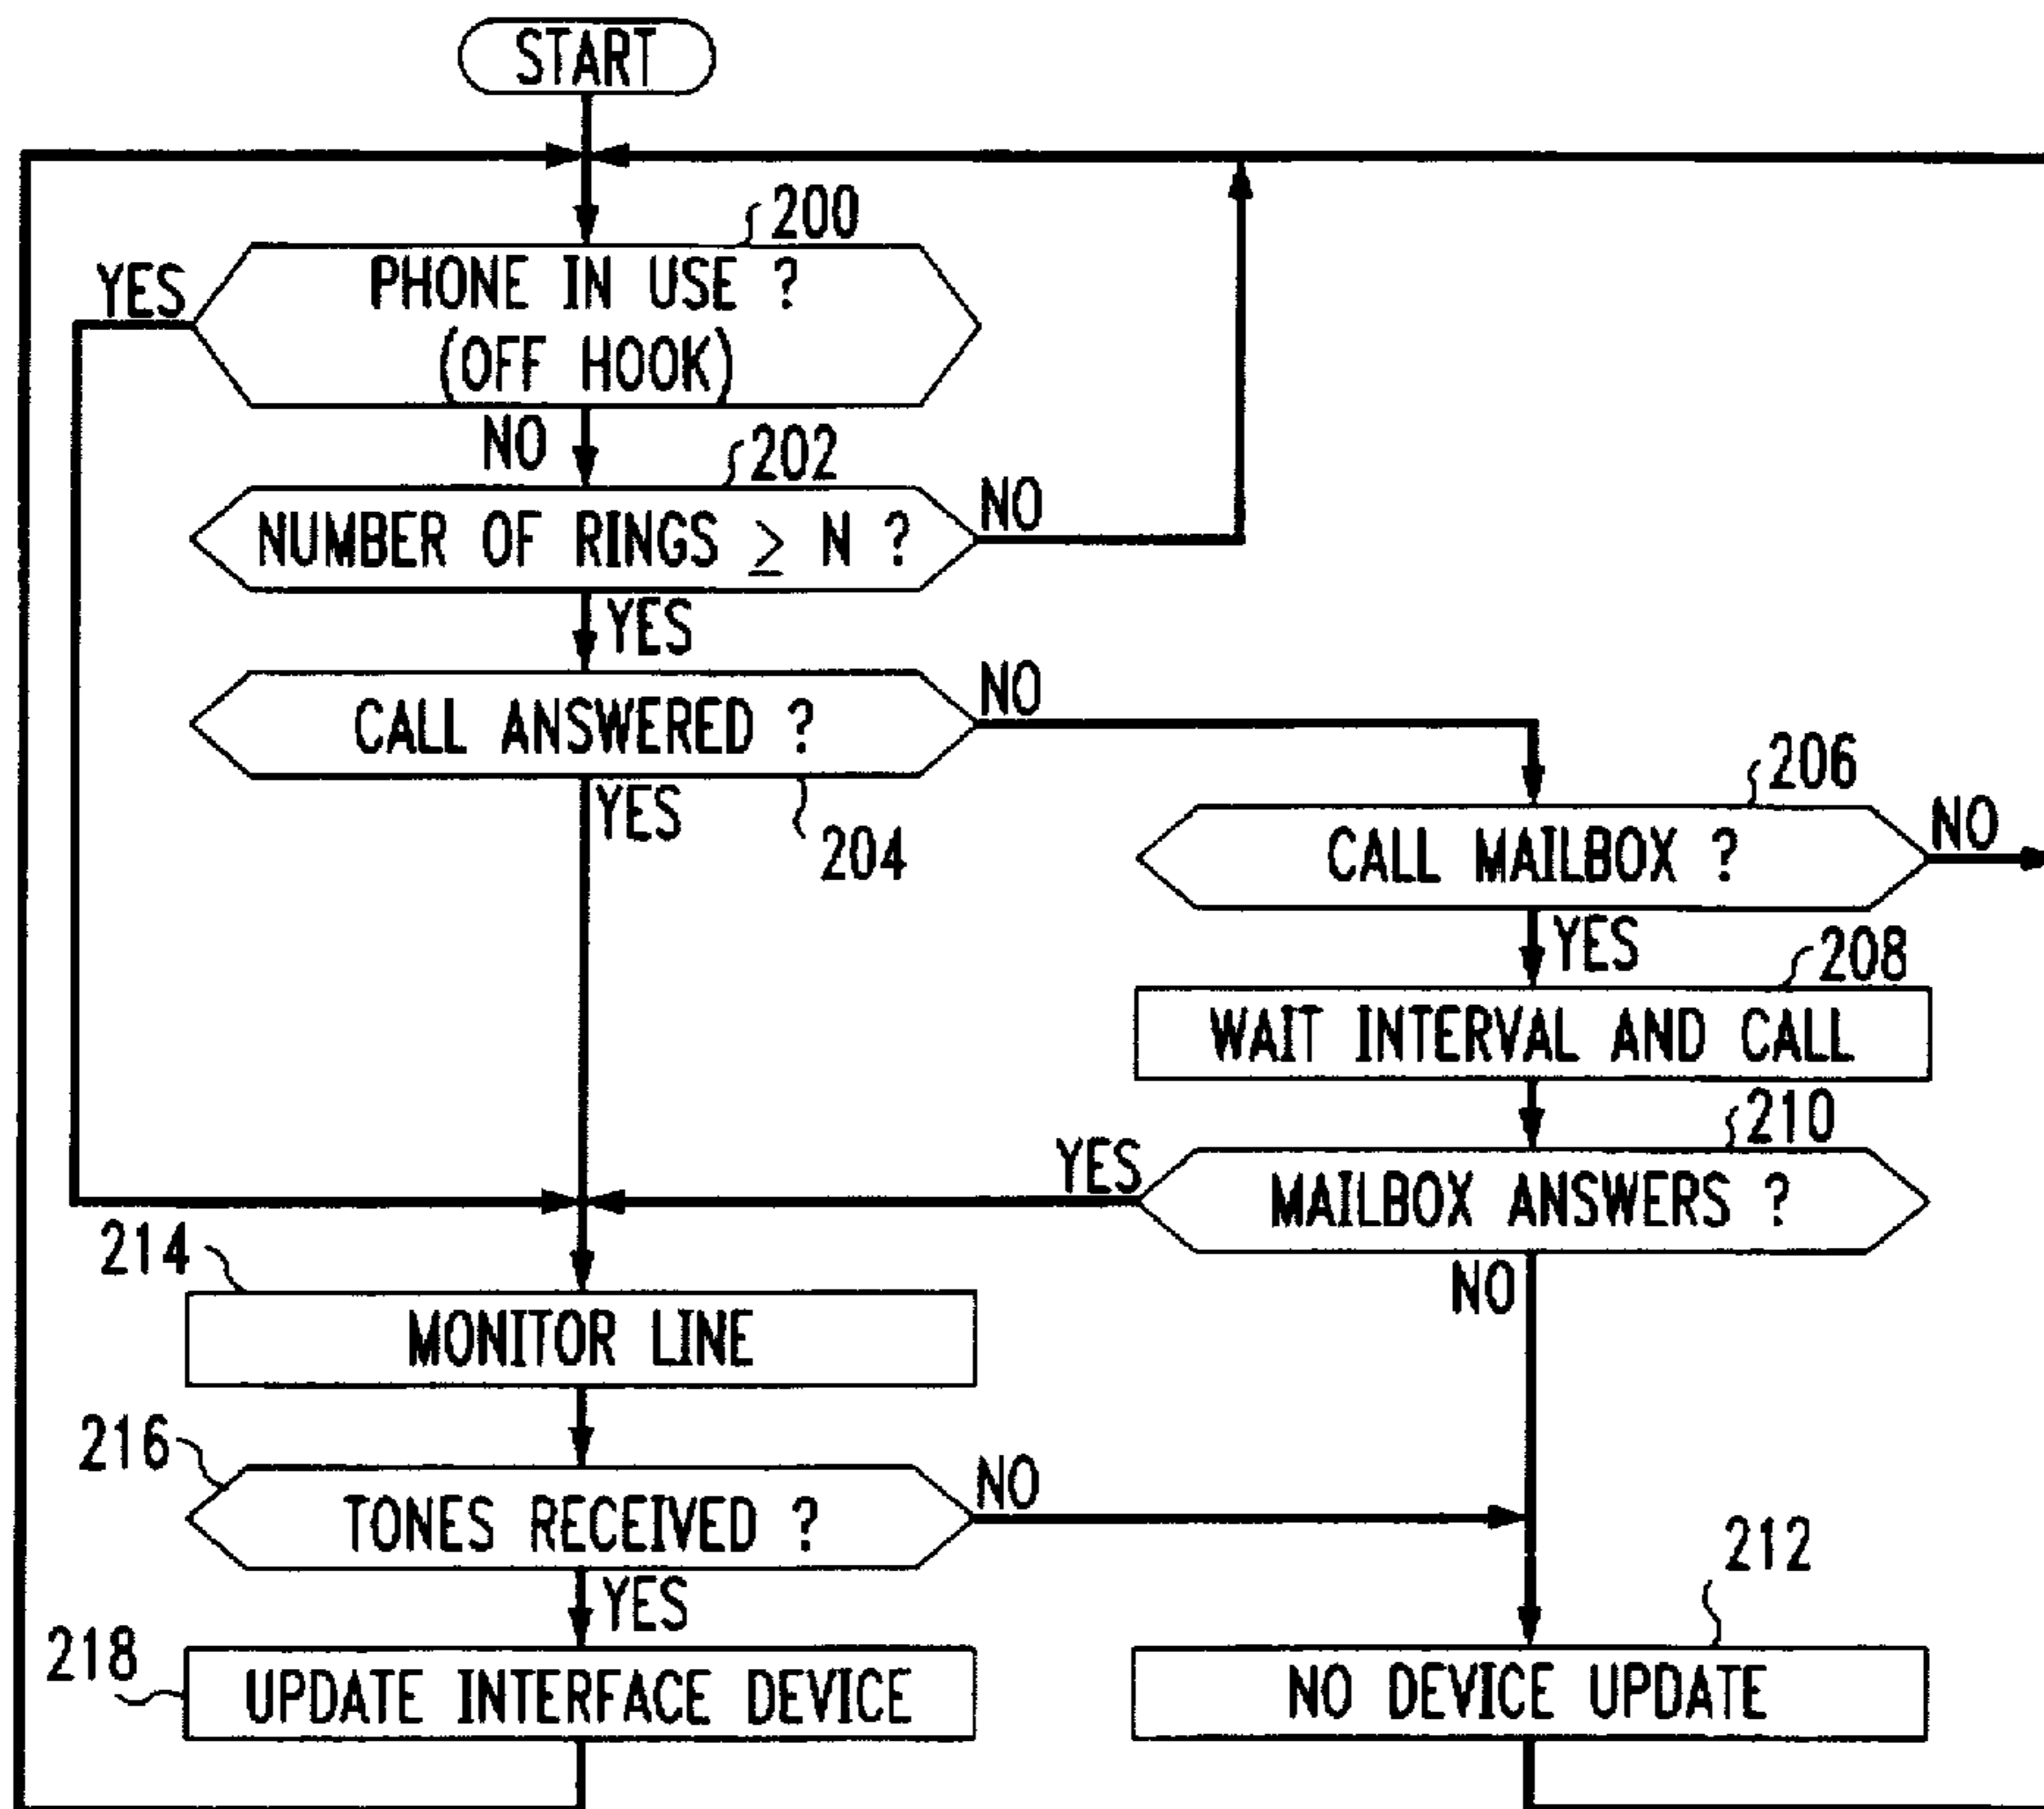 START
200
YES
PHONE IN USE ?
(OFF HOOK)
NO
202
NUMBER OF RINGS ≥ N ?
NO
YES
CALL ANSWERED ?
NO
YES
204
206
CALL MAILBOX ?
NO
YES
208
WAIT INTERVAL AND CALL
210
MAILBOX ANSWERS ?
YES
NO
214
MONITOR LINE
216
TONES RECEIVED ?
NO
YES
212
218
UPDATE INTERFACE DEVICE
NO DEVICE UPDATE